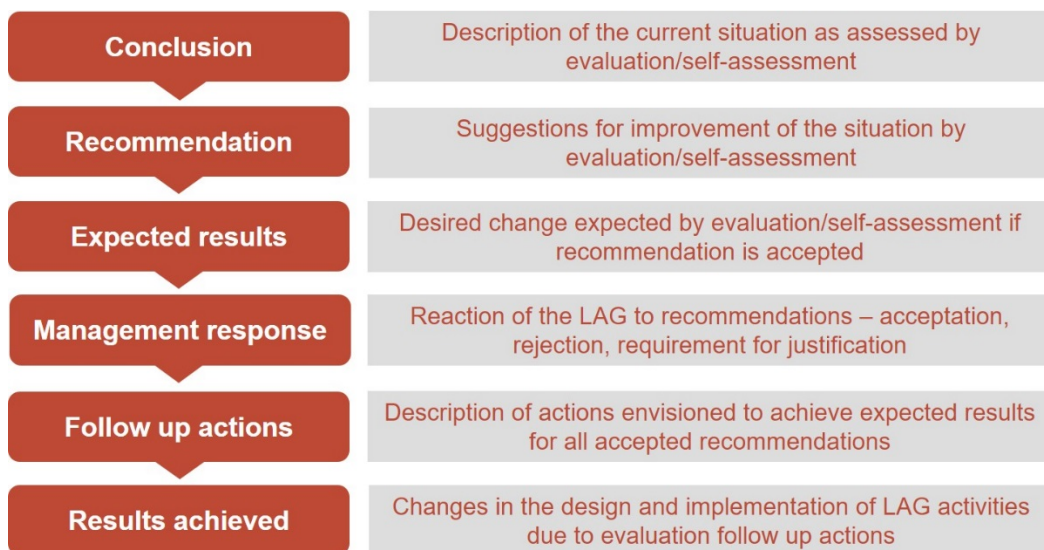 Conclusion
Description of the current situation as assessed by
evaluation/self-assessment
Recommendation
Suggestions for improvement of the situation by
evaluation/self-assessment
Expected results
Desired change expected by evaluation/self-assessment if
recommendation is accepted
Management response
Reaction of the LAG to recommendations – acceptation,
rejection, requirement for justification
Follow up actions
Description of actions envisioned to achieve expected results
for all accepted recommendations
Results achieved
Changes in the design and implementation of LAG activities
due to evaluation follow up actions